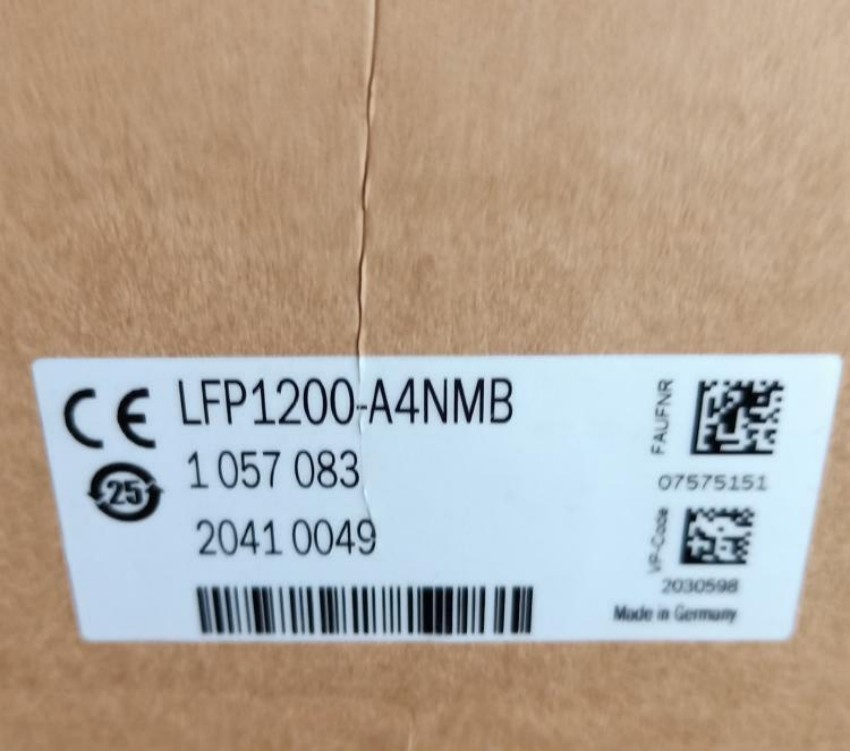 CE LFP1200-A4NMB
1 057 083
25
2041 0049
FAUFNR
07575151
VP-Code
2030598
Made in Germany